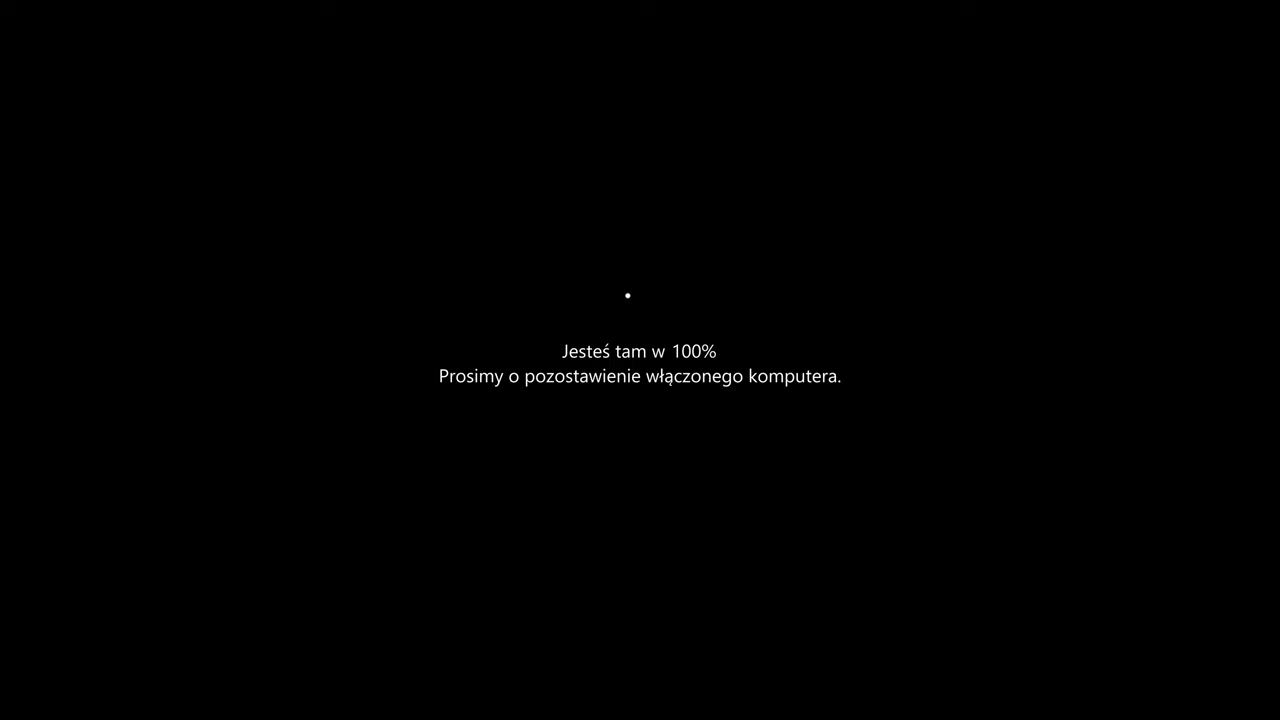 Jesteś tam w 100%
Prosimy o pozostawienie włączonego komputera.